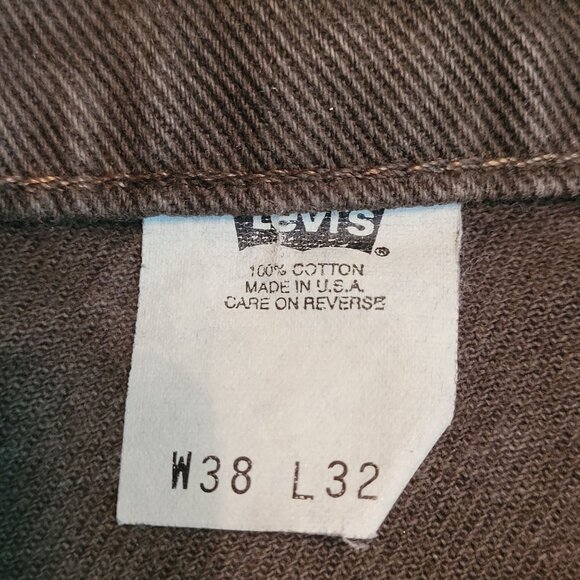 Levi's
®
100% COTTON
MADE IN U.S.A.
CARE ON REVERSE
W38 L32